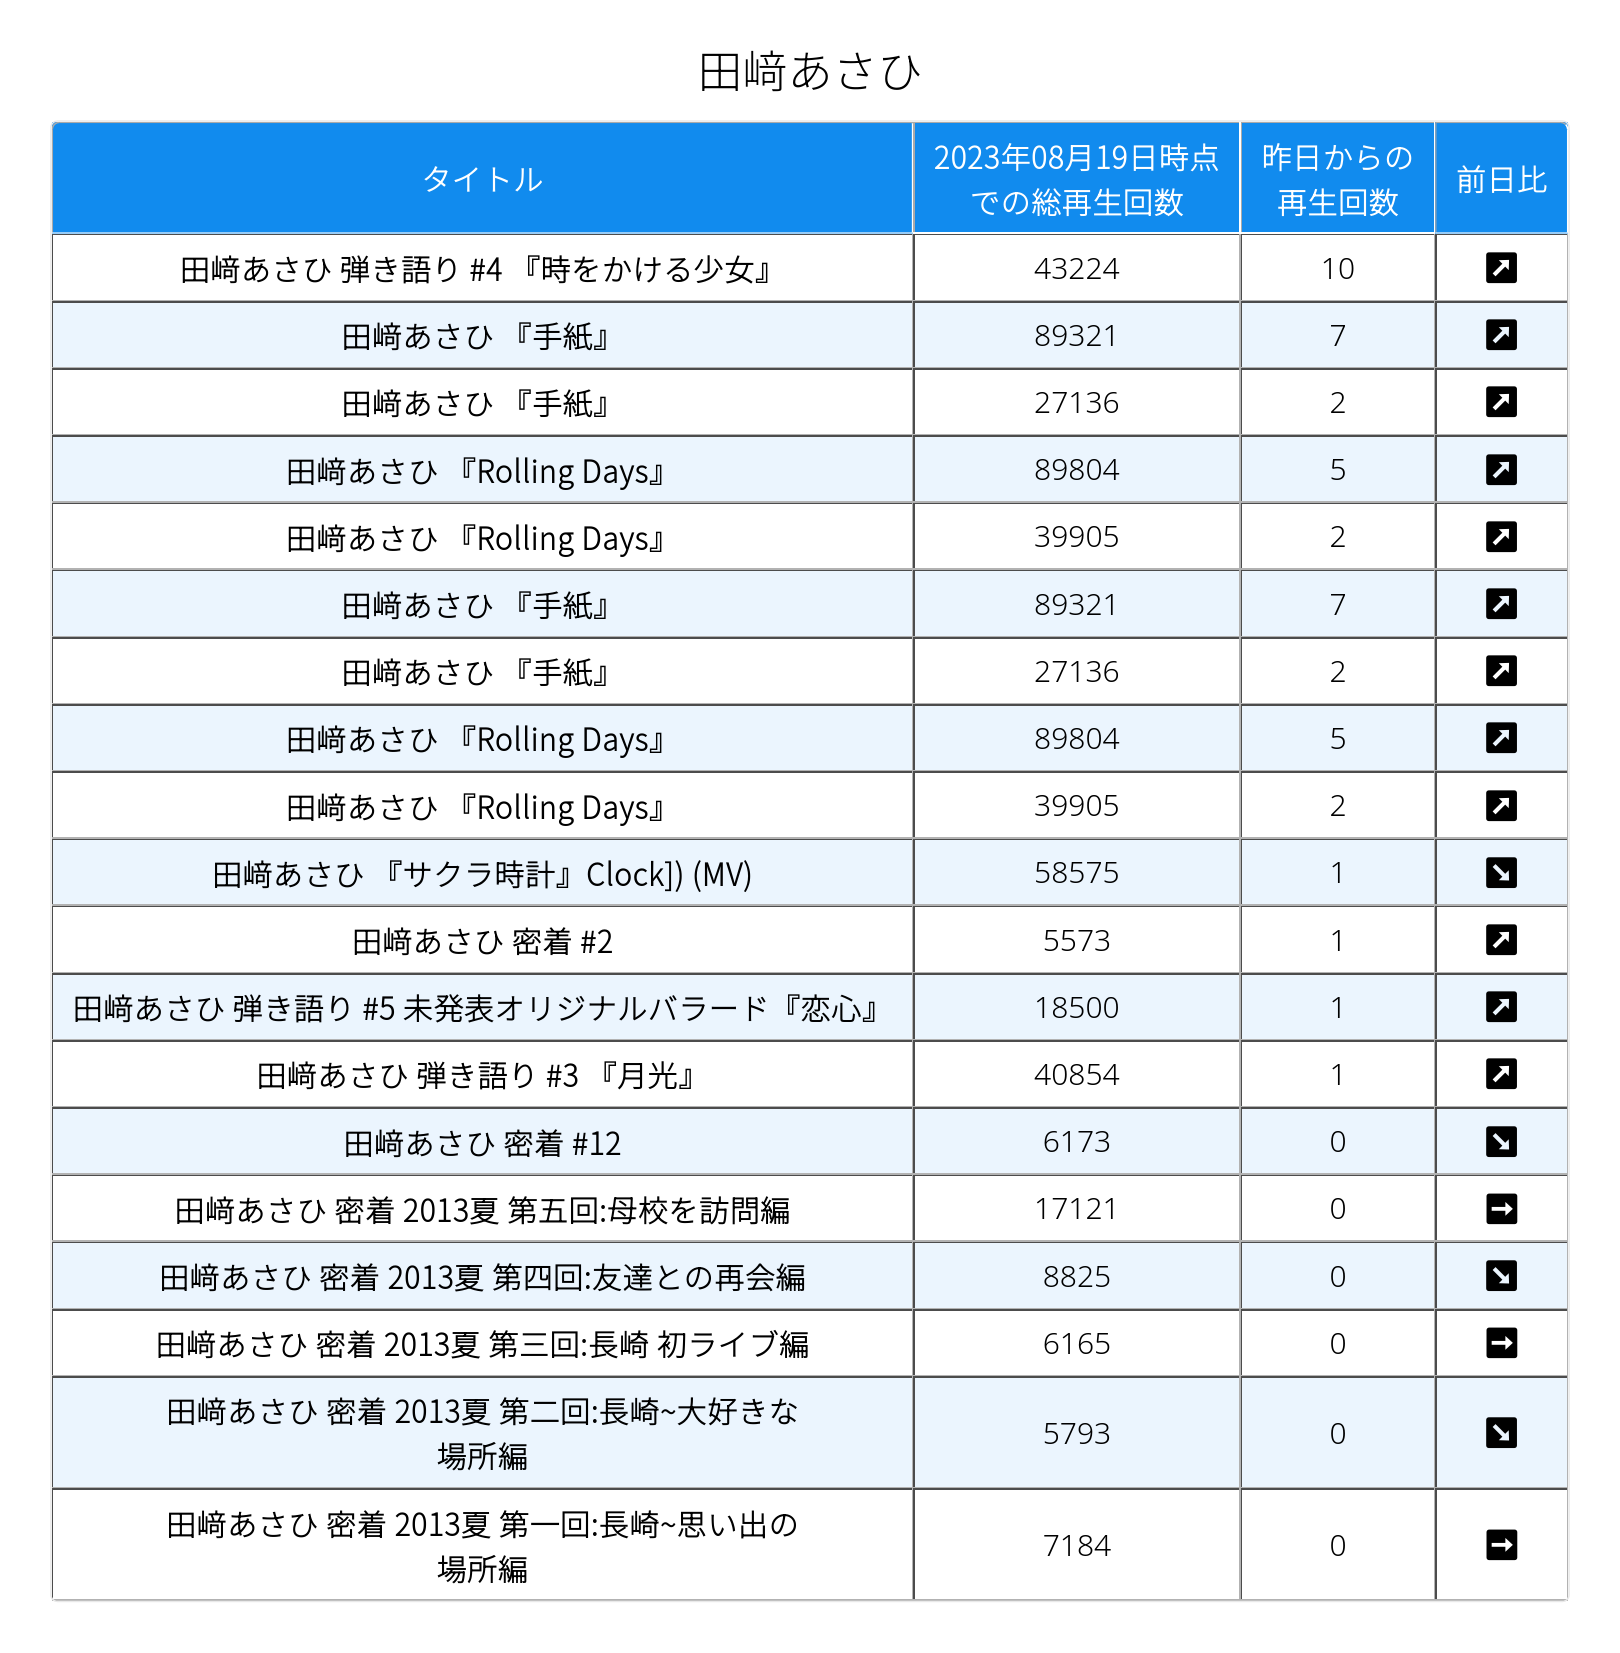 田﨑あさひ
タイトル 2023年08月19日時点 昨日からの 前日比
での総再生回数 再生回数
田﨑あさひ 弾き語り #4 『時をかける少女』 43224 10
田﨑あさひ 『手紙』 89321 7
田﨑あさひ 『手紙』 27136 2
田﨑あさひ 『Rolling Days』 89804 5
田﨑あさひ 『Rolling Days』 39905 2
田﨑あさひ 『手紙』 89321 7
田﨑あさひ 『手紙』 27136 2
田﨑あさひ 『Rolling Days』 89804 5
田﨑あさひ 『Rolling Days』 39905 2
田﨑あさひ 『サクラ時計』Clock]) (MV) 58575 1
田﨑あさひ 密着 #2 5573 1
田﨑あさひ 弾き語り #5 未発表オリジナルバラード『恋心』 18500 1
田﨑あさひ 弾き語り #3 『月光』 40854 1
田﨑あさひ 密着 #12 6173 0
田﨑あさひ 密着 2013夏 第五回:母校を訪問編 17121 0
田﨑あさひ 密着 2013夏 第四回:友達との再会編 8825 0
田﨑あさひ 密着 2013夏 第三回:長崎 初ライブ編 6165 0
田﨑あさひ 密着 2013夏 第二回:長崎~大好きな
場所編 5793 0
田﨑あさひ 密着 2013夏 第一回:長崎~思い出の
場所編 7184 0